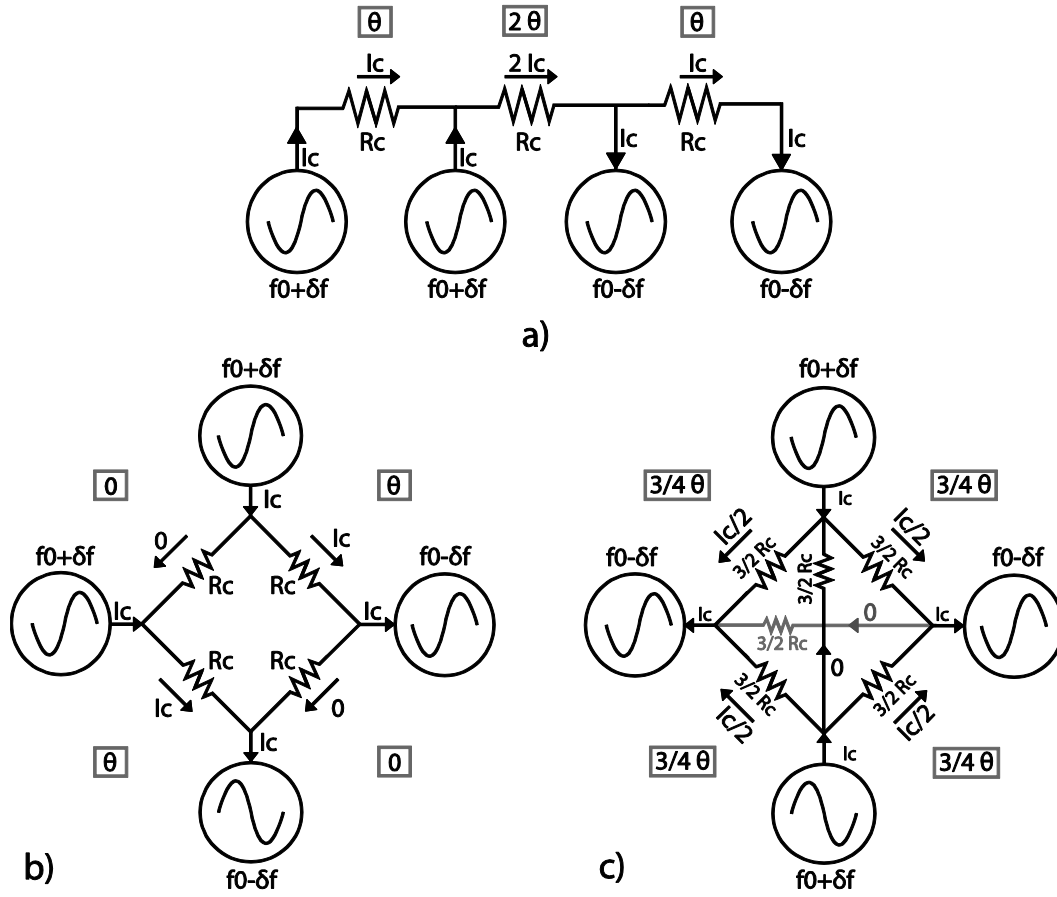 θ 2 θ θ
Ic 2 Ic Ic
Rc Rc Rc
Ic Ic Ic Ic
f0+δf f0+δf f0-δf f0-δf
a)
f0+δf
0 θ
Ic
0 Ic
f0+δf f0-δf
Rc Rc
Ic Ic
Rc Rc
Ic 0
Ic
θ 0
f0-δf
b)
f0+δf
3/4 θ 3/4 θ
Ic
Ic/2 Ic/2
f0-δf f0-δf
3/2 Rc 3/2 Rc 3/2 Rc
Ic 0 Ic
3/2 Rc
0
3/2 Rc 3/2 Rc
Ic/2 Ic/2
Ic
3/4 θ 3/4 θ
f0+δf
c)